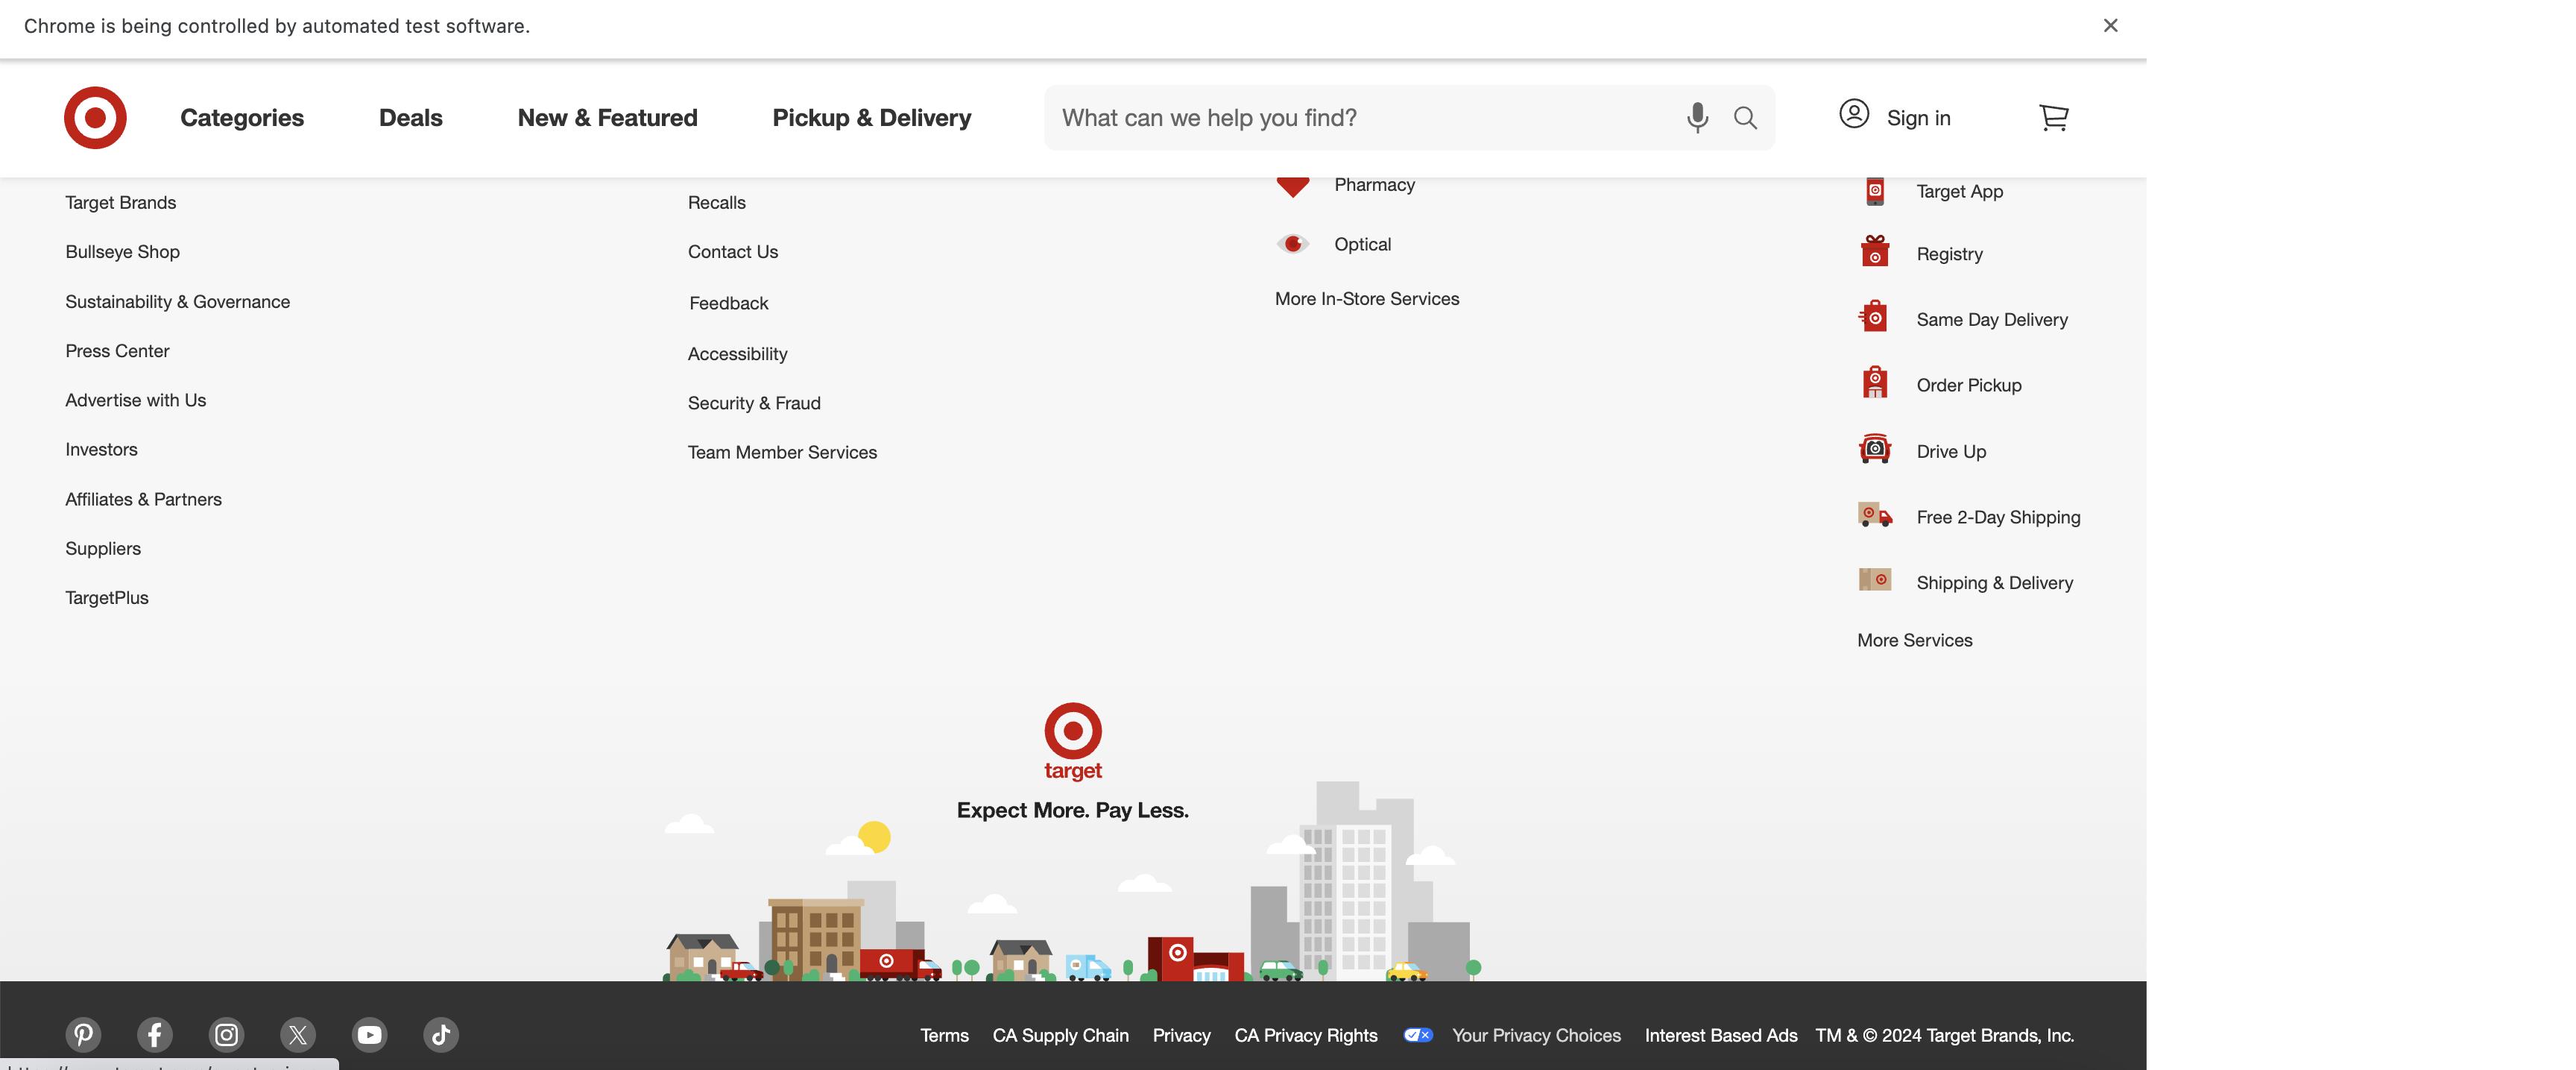 Chrome is being controlled by automated test software.
Categories
Deals
New & Featured
Pickup & Delivery
What can we help you find?
Sign in
Target Brands
Bullseye Shop
Sustainability & Governance
Press Center
Advertise with Us
Investors
Affiliates & Partners
Suppliers
TargetPlus
Recalls
Contact Us
Feedback
Accessibility
Security & Fraud
Team Member Services
Pharmacy
Optical
More In-Store Services
Target App
Registry
Same Day Delivery
Order Pickup
Drive Up
Free 2-Day Shipping
Shipping & Delivery
More Services
target
Expect More. Pay Less.
Terms
CA Supply Chain
Privacy
CA Privacy Rights
Your Privacy Choices
Interest Based Ads
TM & © 2024 Target Brands, Inc.